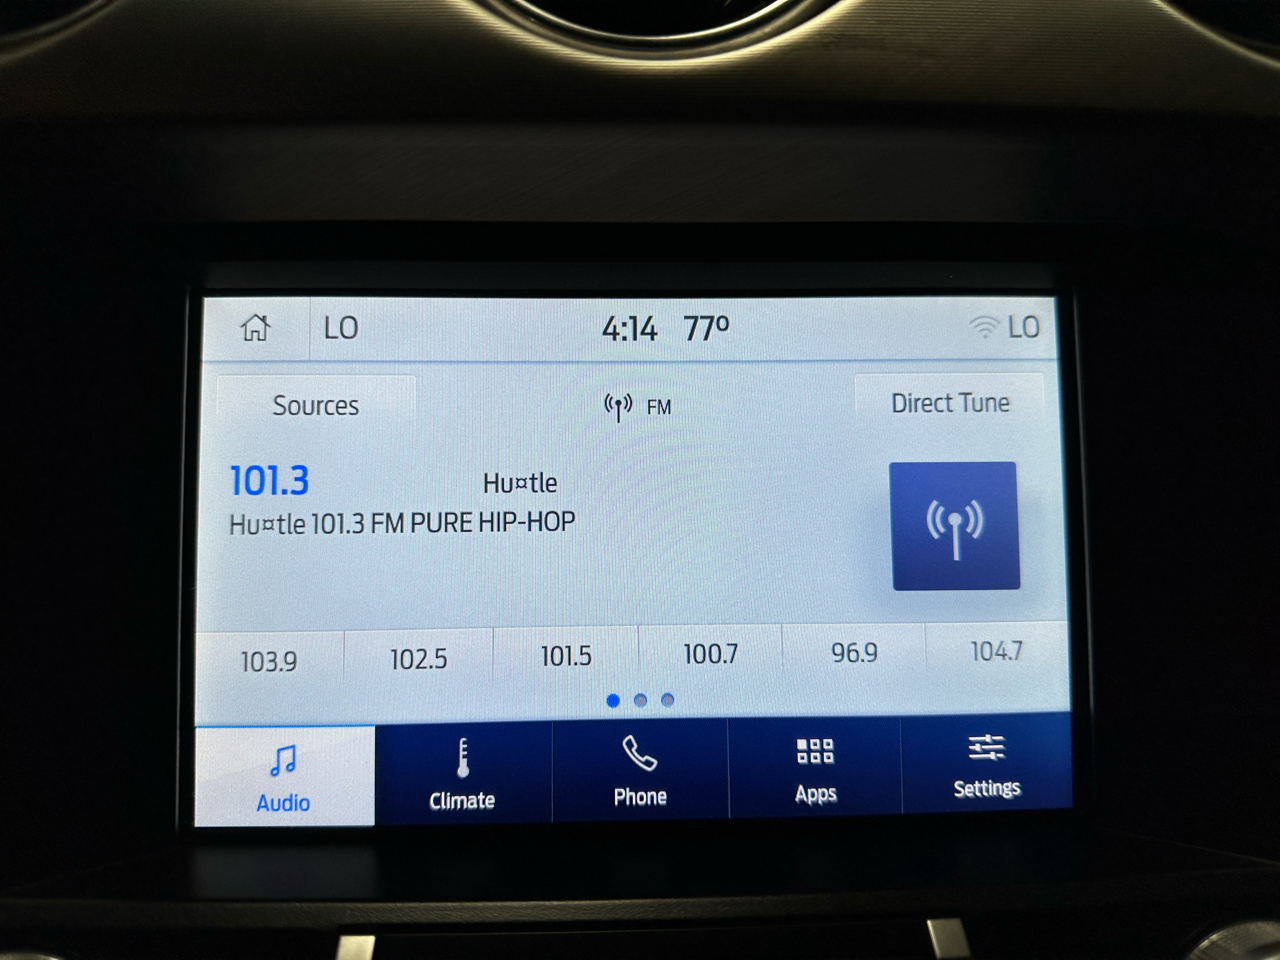 LO
4:14 77º
LO
Sources
FM
Direct Tune
101.3
Hu¤tle
Hu¤tle 101.3 FM PURE HIP-HOP
103.9
102.5
101.5
100.7
96.9
104.7
Audio
Climate
Phone
Apps
Settings